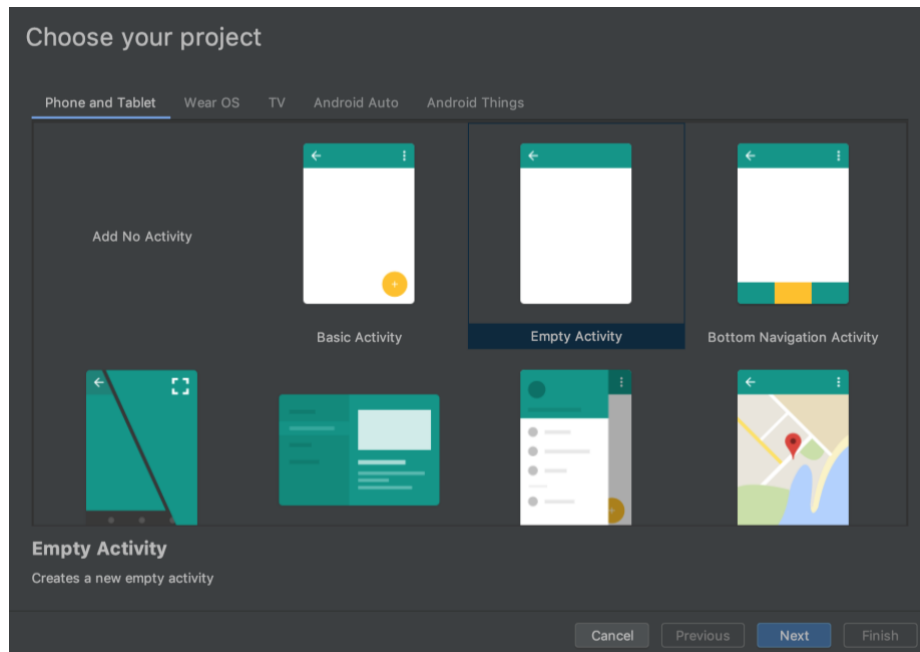 Choose your project
Phone and Tablet Wear OS TV Android Auto Android Things
Add No Activity
Basic Activity Empty Activity Bottom Navigation Activity
Empty Activity
Creates a new empty activity
Cancel Previous Next Finish